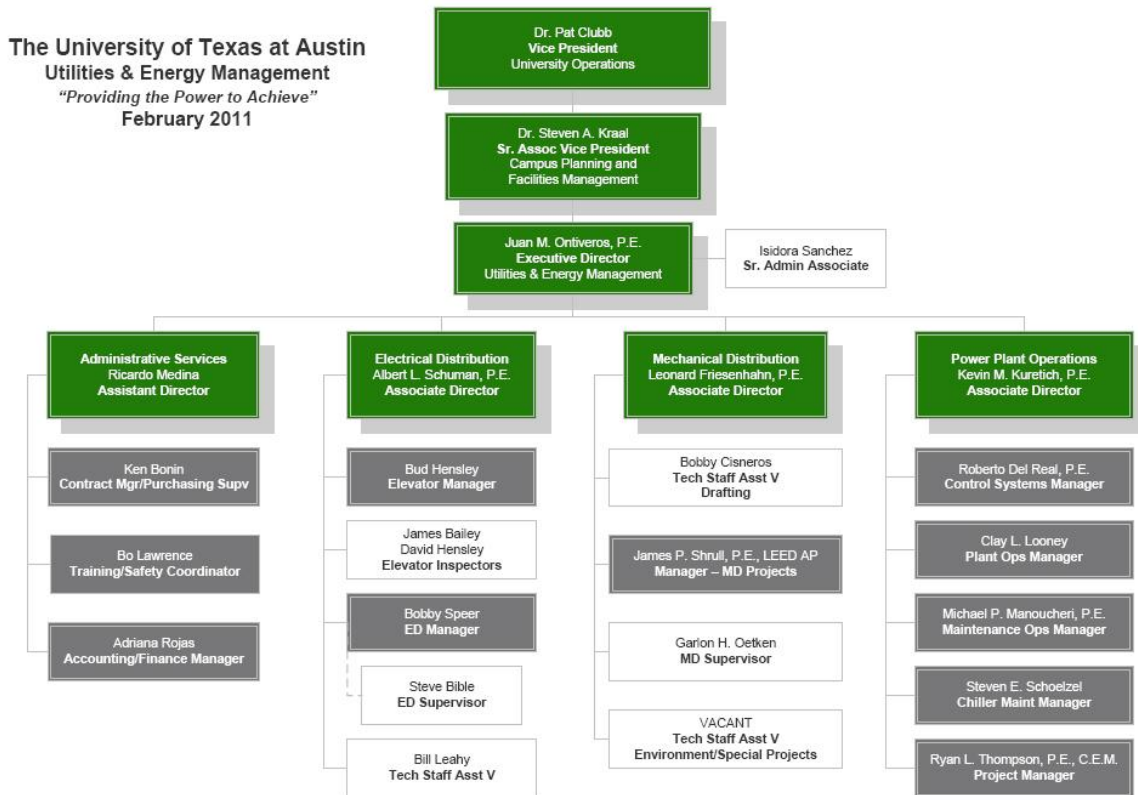 The University of Texas at Austin
Utilities & Energy Management
“Providing the Power to Achieve”
February 2011
Dr. Pat Clubb
Vice President
University Operations
Dr. Steven A. Kraal
Sr. Assoc Vice President
Campus Planning and
Facilities Management
Juan M. Ontiveros, P.E.
Executive Director
Utilities & Energy Management
Isidora Sanchez
Sr. Admin Associate
Administrative Services
Ricardo Medina
Assistant Director
Ken Bonin
Contract Mgr/Purchasing Supv
Bo Lawrence
Training/Safety Coordinator
Adriana Rojas
Accounting/Finance Manager
Electrical Distribution
Albert L. Schuman, P.E.
Associate Director
Bud Hensley
Elevator Manager
James Bailey
David Hensley
Elevator Inspectors
Bobby Speer
ED Manager
Steve Bible
ED Supervisor
Bill Leahy
Tech Staff Asst V
Mechanical Distribution
Leonard Friesenhahn, P.E.
Associate Director
Bobby Cisneros
Tech Staff Asst V
Drafting
James P. Shrull, P.E., LEED AP
Manager – MD Projects
Garlon H. Oetken
MD Supervisor
VACANT
Tech Staff Asst V
Environment/Special Projects
Power Plant Operations
Kevin M. Kuretich, P.E.
Associate Director
Roberto Del Real, P.E.
Control Systems Manager
Clay L. Looney
Plant Ops Manager
Michael P. Manoucheri, P.E.
Maintenance Ops Manager
Steven E. Schoelzel
Chiller Maint Manager
Ryan L. Thompson, P.E., C.E.M.
Project Manager